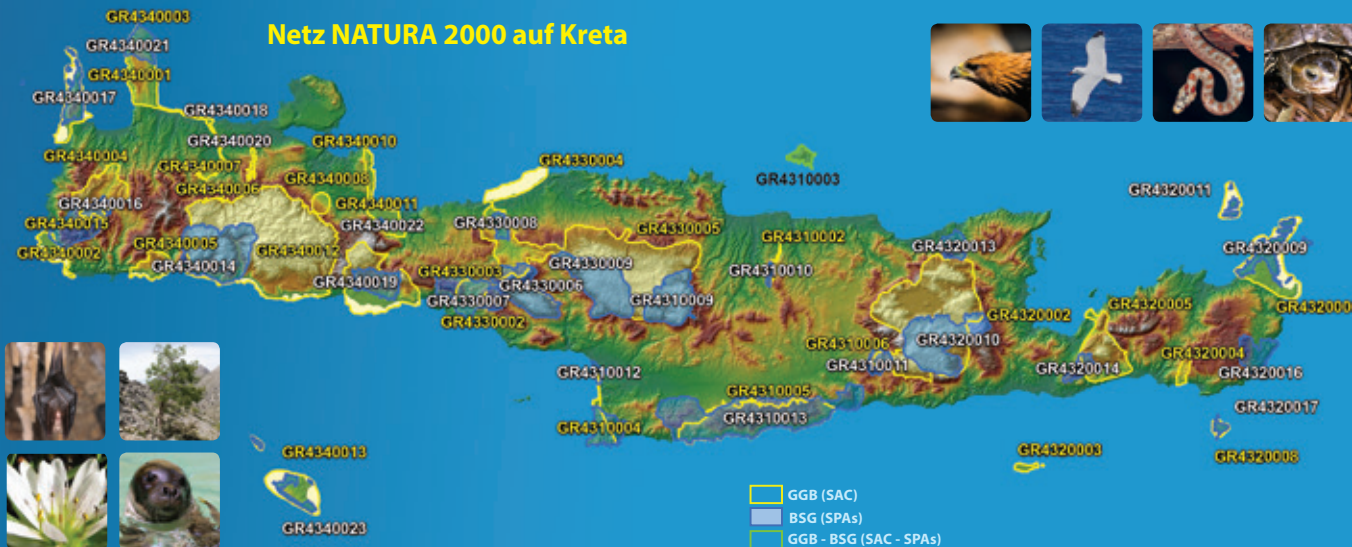 Netz NATURA 2000 auf Kreta
GR4340003
GR4340021
GR4340001
GR4340017
GR4340018
GR4340020
GR4340010
GR4340004
GR4340007
GR4340006
GR4340008
GR4340016
GR4340011
GR4340015
GR4340022
GR4340002
GR4340005
GR4340012
GR4340014
GR4340019
GR4330004
GR4310003
GR4330008
GR4330005
GR4310002
GR4330009
GR4310010
GR4330003
GR4330006
GR4330007
GR4310009
GR4330002
GR4320011
GR4320009
GR4320013
GR4320005
GR4320002
GR4310006
GR4320010
GR4310011
GR4320014
GR4320004
GR4320016
GR4310012
GR4310005
GR4310013
GR4310004
GR4320017
GR4320003
GR4320008
GR4340013
GR4340023
GGB (SAC)
BSG (SPAs)
GGB - BSG (SAC - SPAs)